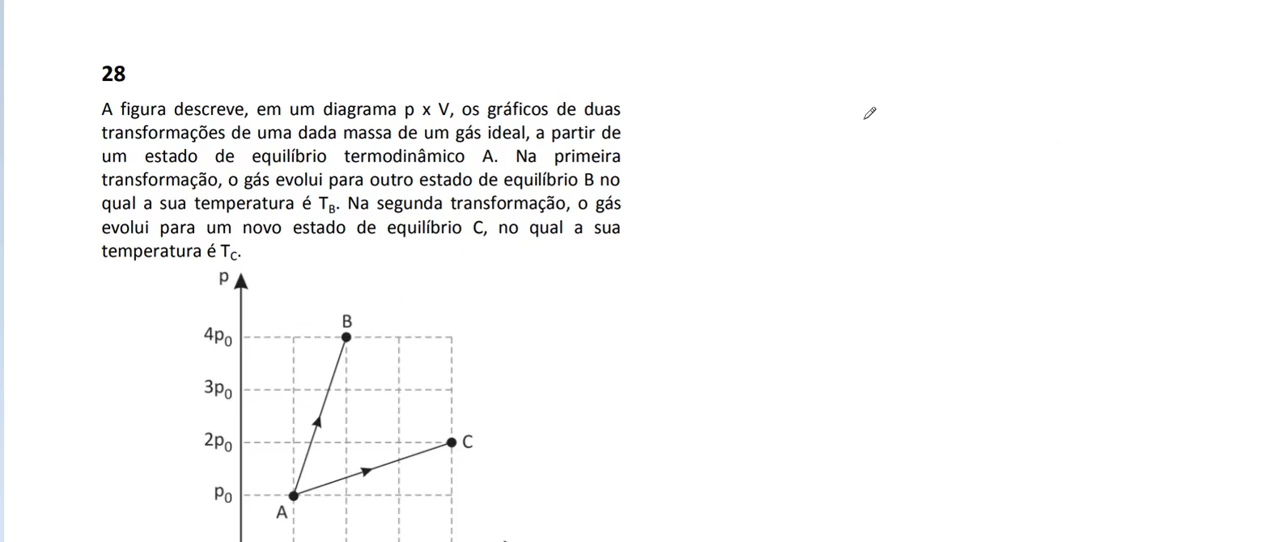 28
A figura descreve, em um diagrama p x V, os gráficos de duas
transformações de uma dada massa de um gás ideal, a partir de
um estado de equilíbrio termodinâmico A. Na primeira
transformação, o gás evolui para outro estado de equilíbrio B no
qual a sua temperatura é T_B. Na segunda transformação, o gás
evolui para um novo estado de equilíbrio C, no qual a sua
temperatura é T_C.
p
B
4p₀
3p₀
2p₀
C
p₀
A